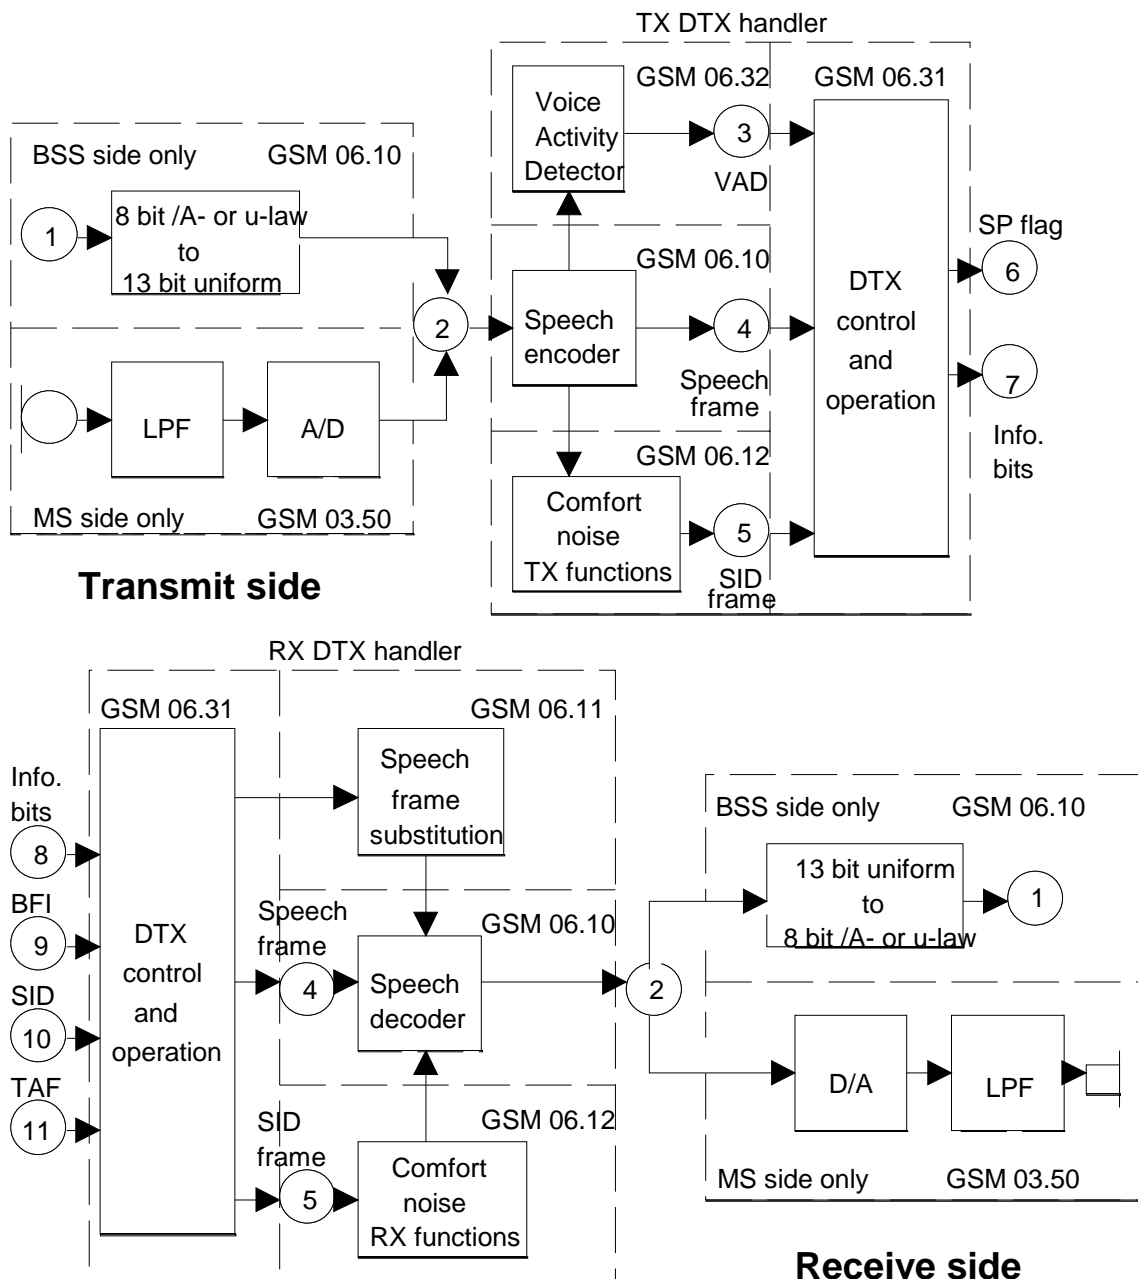 TX DTX handler
GSM 06.32
GSM 06.31
Voice
Activity
Detector
3
VAD
BSS side only
GSM 06.10
1
8 bit /A- or u-law
to
13 bit uniform
2
GSM 06.10
Speech
encoder
4
Speech
frame
DTX
control
and
operation
SP flag
6
7
Info.
bits
LPF
A/D
MS side only
GSM 03.50
GSM 06.12
Comfort
noise
TX functions
5
SID
frame
Transmit side
RX DTX handler
GSM 06.31
GSM 06.11
Speech
frame
substitution
Info.
bits
8
BFI
9
SID
10
TAF
11
DTX
control
and
operation
Speech
frame
4
GSM 06.10
Speech
decoder
SID
frame
5
GSM 06.12
Comfort
noise
RX functions
2
BSS side only
GSM 06.10
13 bit uniform
to
8 bit /A- or u-law
1
D/A
LPF
MS side only
GSM 03.50
Receive side